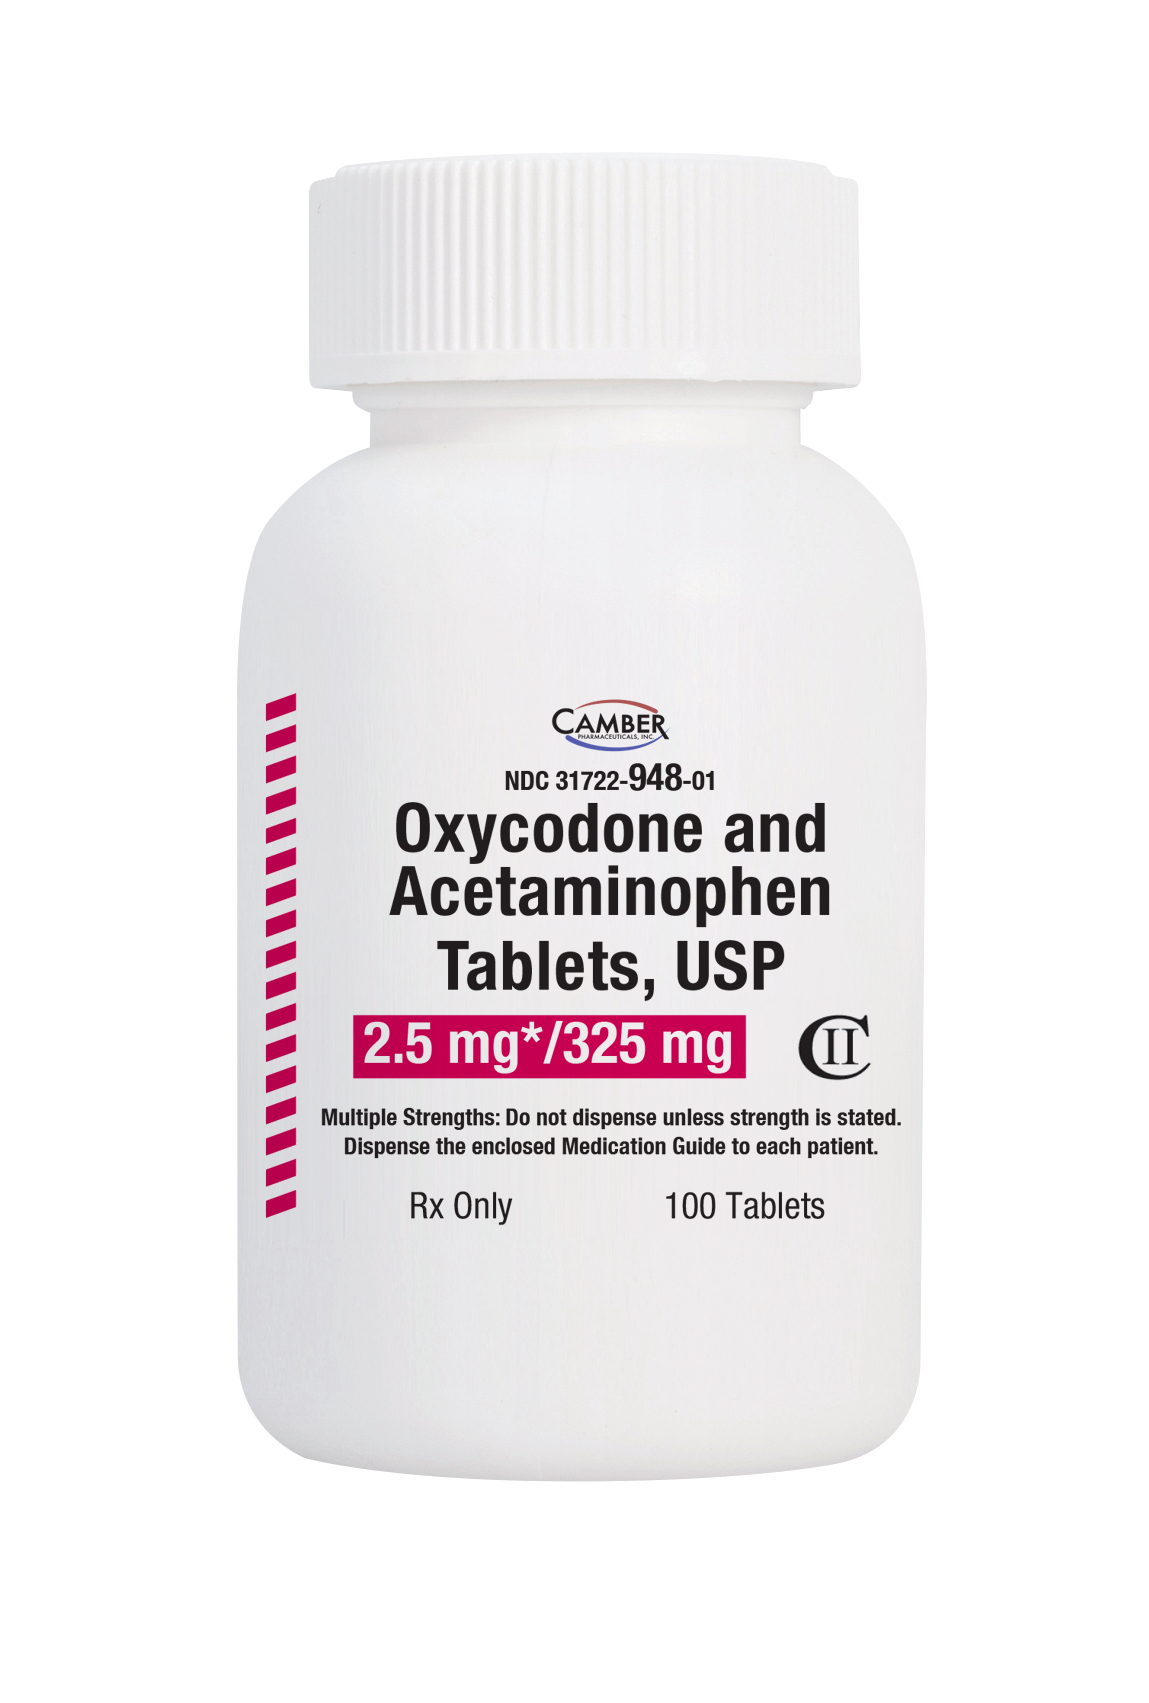 CAMBER
PHARMACEUTICALS, INC.
NDC 31722-948-01
Oxycodone and
Acetaminophen
Tablets, USP
2.5 mg*/325 mg
CII
Multiple Strengths: Do not dispense unless strength is stated.
Dispense the enclosed Medication Guide to each patient.
Rx Only 100 Tablets